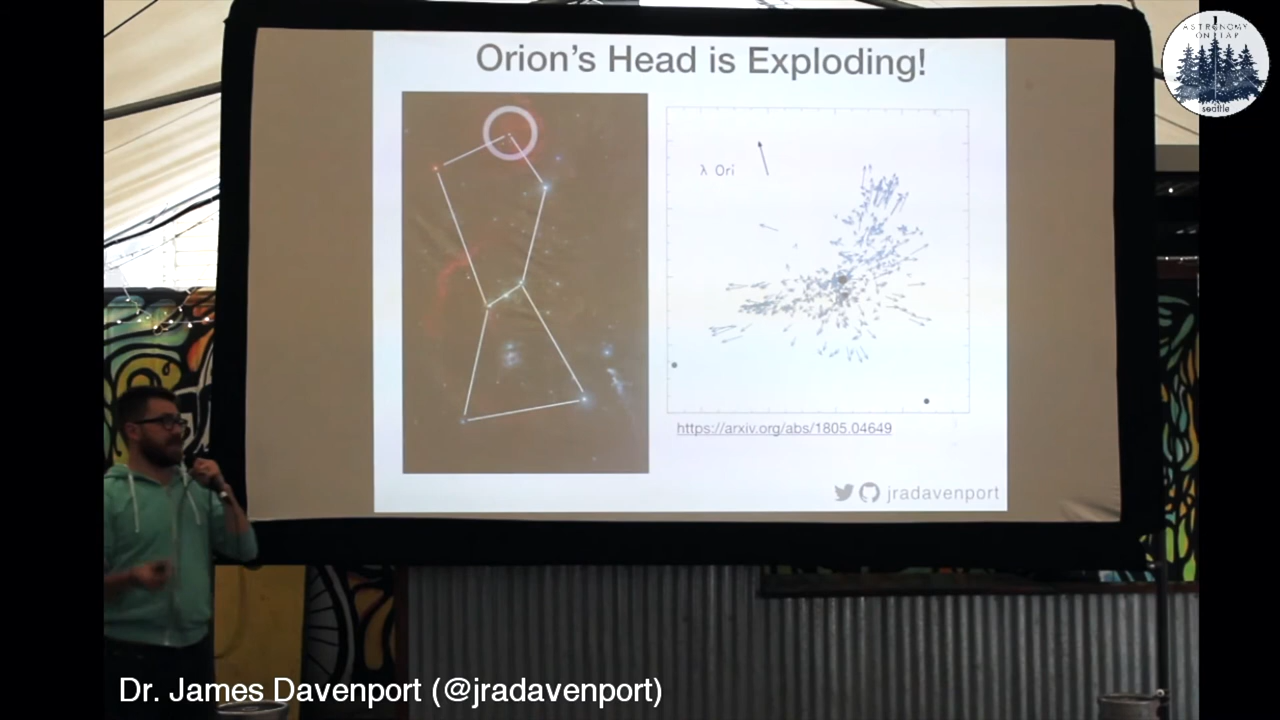 ASTRONOMY
ON TAP
seattle
Orion's Head is Exploding!
λ Ori
https://arxiv.org/abs/1805.04649
jradavenport
Dr. James Davenport (@jradavenport)